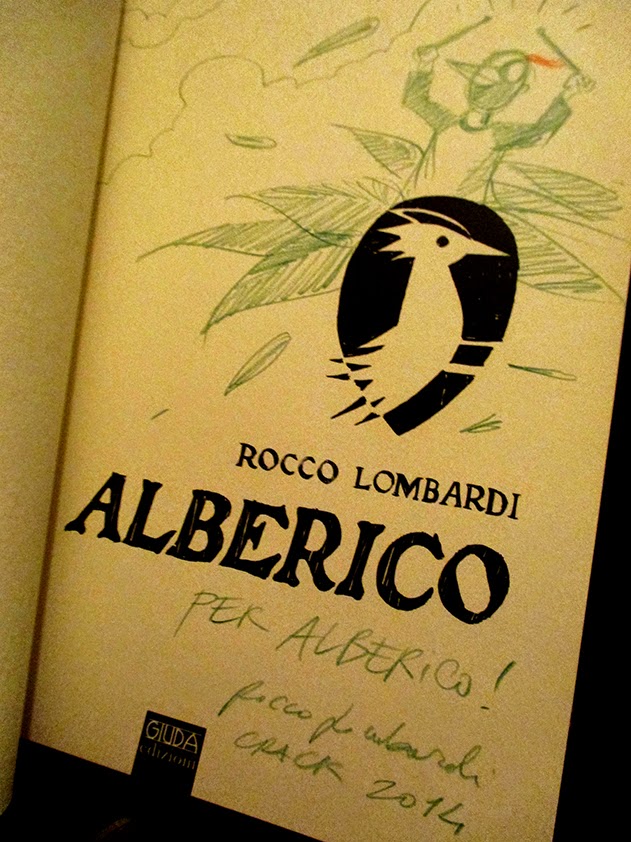 ROCCO LOMBARDI
ALBERICO
PER ALBERICO!
Rocco Lombardi
CRACK 2014
GIUDA
edizioni